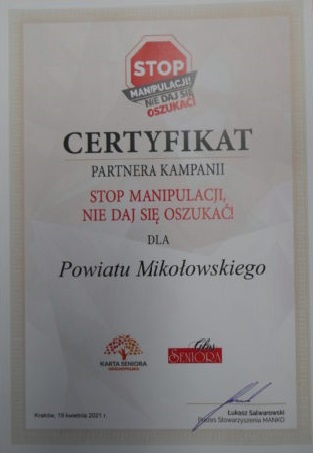 STOP
MANIPULACJI!
NIE DAJ SIĘ
OSZUKAĆ!
CERTYFIKAT
PARTNERA KAMPANII
STOP MANIPULACJI,
NIE DAJ SIĘ OSZUKAĆ!
DLA
Powiatu Mikołowskiego
KARTA SENIORA
OGÓLNOPOLSKA
Głos
SENIORA
Kraków, 19 kwietnia 2021 r.
Łukasz Salwarowski
Prezes Stowarzyszenia MANKO